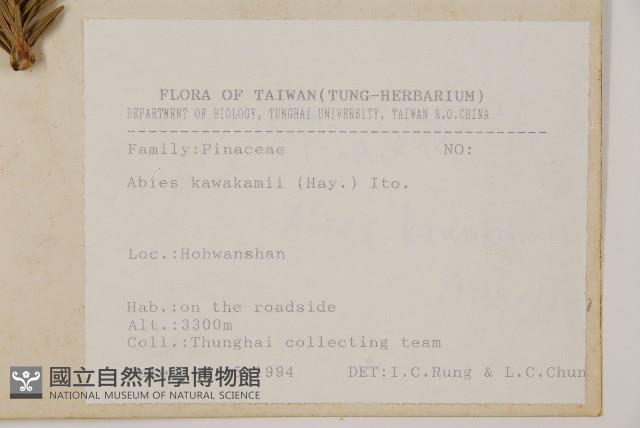 FLORA OF TAIWAN(TUNG-HERBARIUM)
DEPARTMENT OF BIOLOGY, TUNGHAI UNIVERSITY, TAIWAN R.O.CHINA
Family:Pinaceae NO:
Abies kawakamii (Hay.) Ito.
Loc.:Hohwanshan
Hab.:on the roadside
Alt.:3300m
Coll.:Thunghai collecting team
1994 DET:I.C.Rung & L.C.Chun
國立自然科學博物館
NATIONAL MUSEUM OF NATURAL SCIENCE